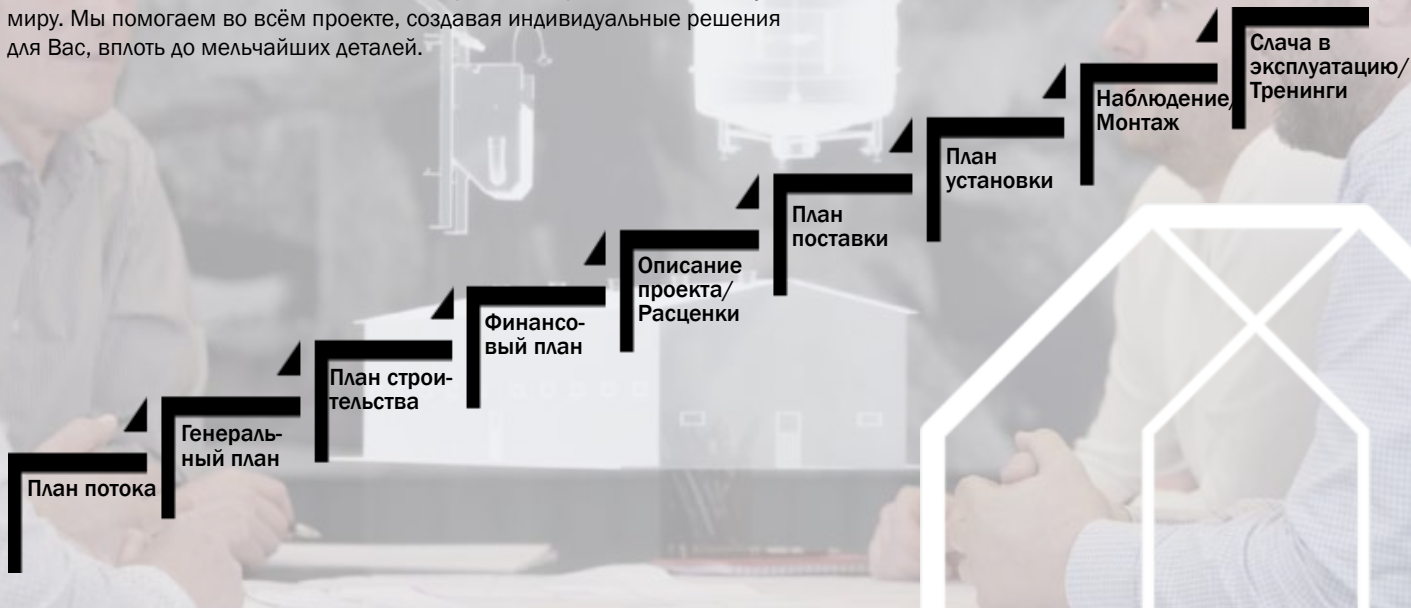 миру. Мы помогаем во всём проекте, создавая индивидуальные решения
для Вас, вплоть до мельчайших деталей.
План потока
Генераль-
ный план
План строи-
тельства
Финансо-
вый план
Описание
проекта/
Расценки
План
поставки
План
установки
Наблюдение/
Монтаж
Слача в
эксплуатацию/
Тренинги